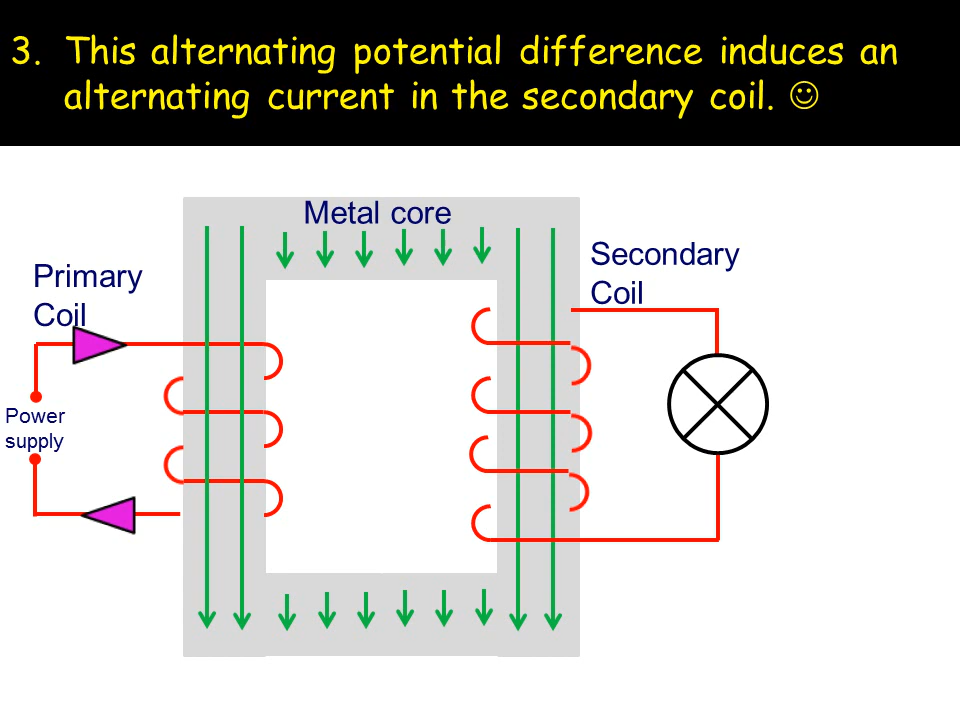 3. This alternating potential difference induces an
alternating current in the secondary coil. ☺
Metal core
Secondary
Coil
Primary
Coil
Power
supply